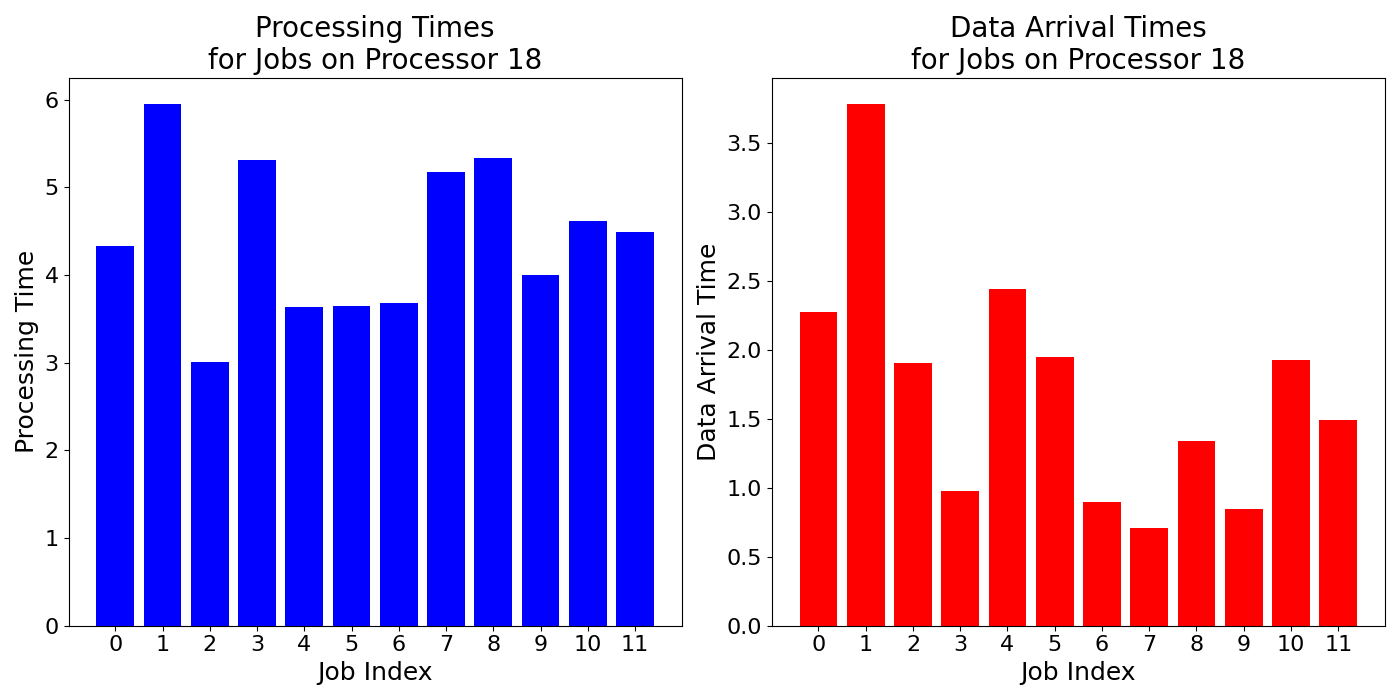 Processing Times
for Jobs on Processor 18
Processing Time
6
5
4
3
2
1
0
0 1 2 3 4 5 6 7 8 9 10 11
Job Index
Data Arrival Times
for Jobs on Processor 18
Data Arrival Time
3.5
3.0
2.5
2.0
1.5
1.0
0.5
0.0
0 1 2 3 4 5 6 7 8 9 10 11
Job Index